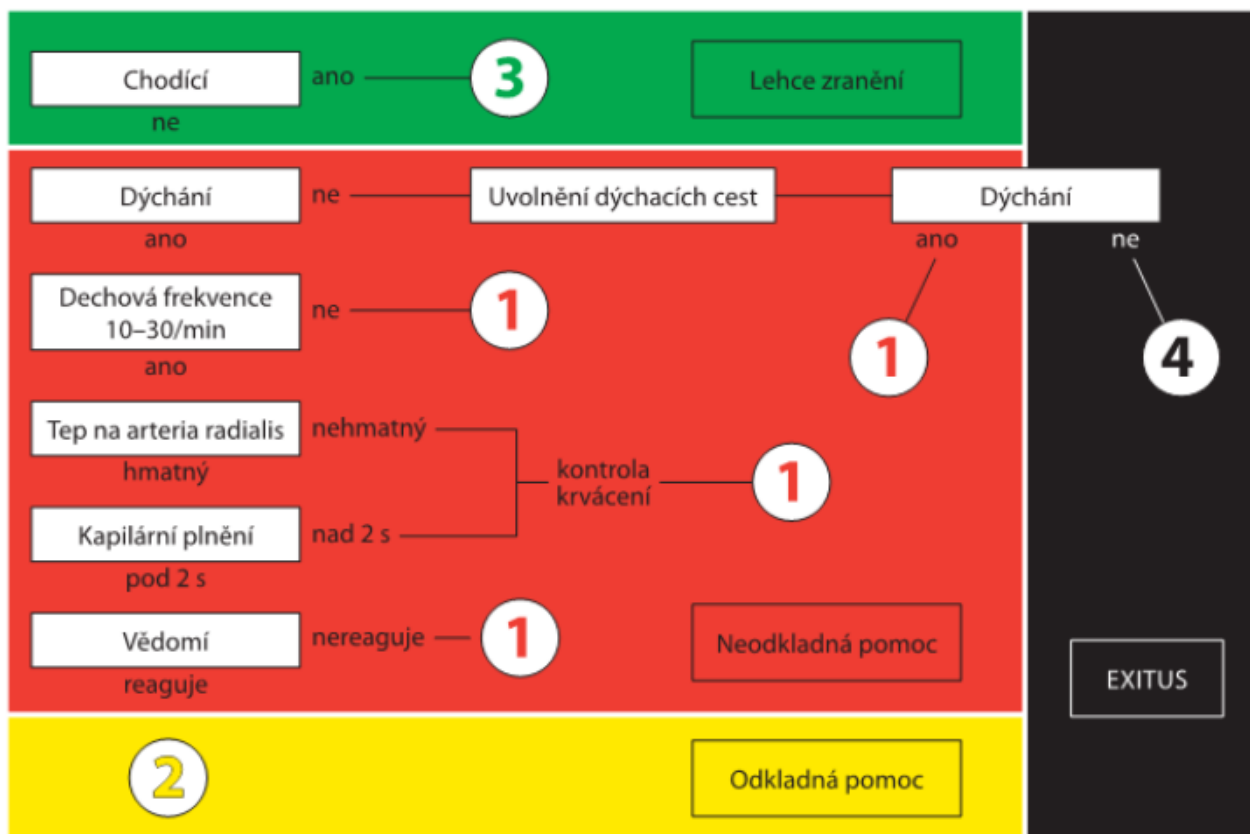 Chodící
ano
3
Lehce zranění
ne
Dýchání
ne
Uvolnění dýchacích cest
Dýchání
ano
ano
ne
Dechová frekvence
10–30/min
ne
1
ano
1
4
Tep na arteria radialis
nehmatný
hmatný
kontrola
krvácení
1
Kapilární plnění
nad 2 s
pod 2 s
Vědomí
nereaguje
1
Neodkladná pomoc
reaguje
EXITUS
2
Odkladná pomoc